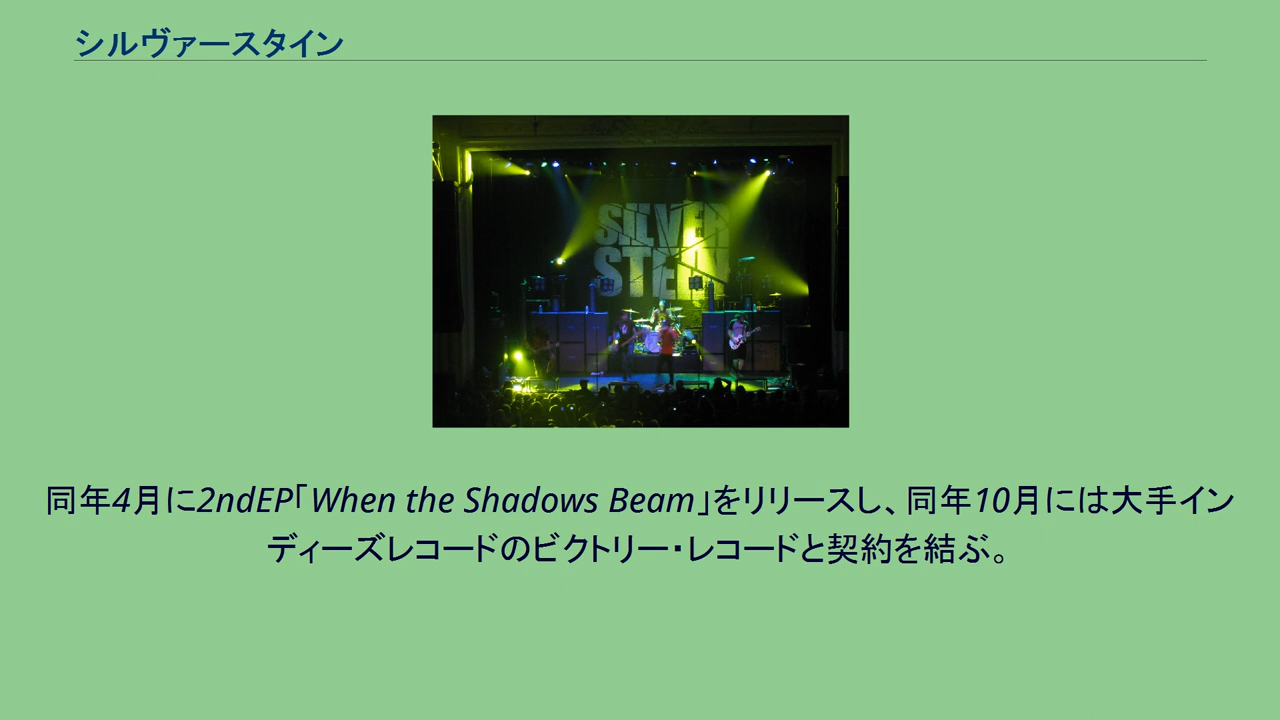 シルヴァースタイン
SILVER
STEIN
同年4月に2ndEP「When the Shadows Beam」をリリースし、同年10月には大手イン
ディーズレコードのビクトリー・レコードと契約を結ぶ。